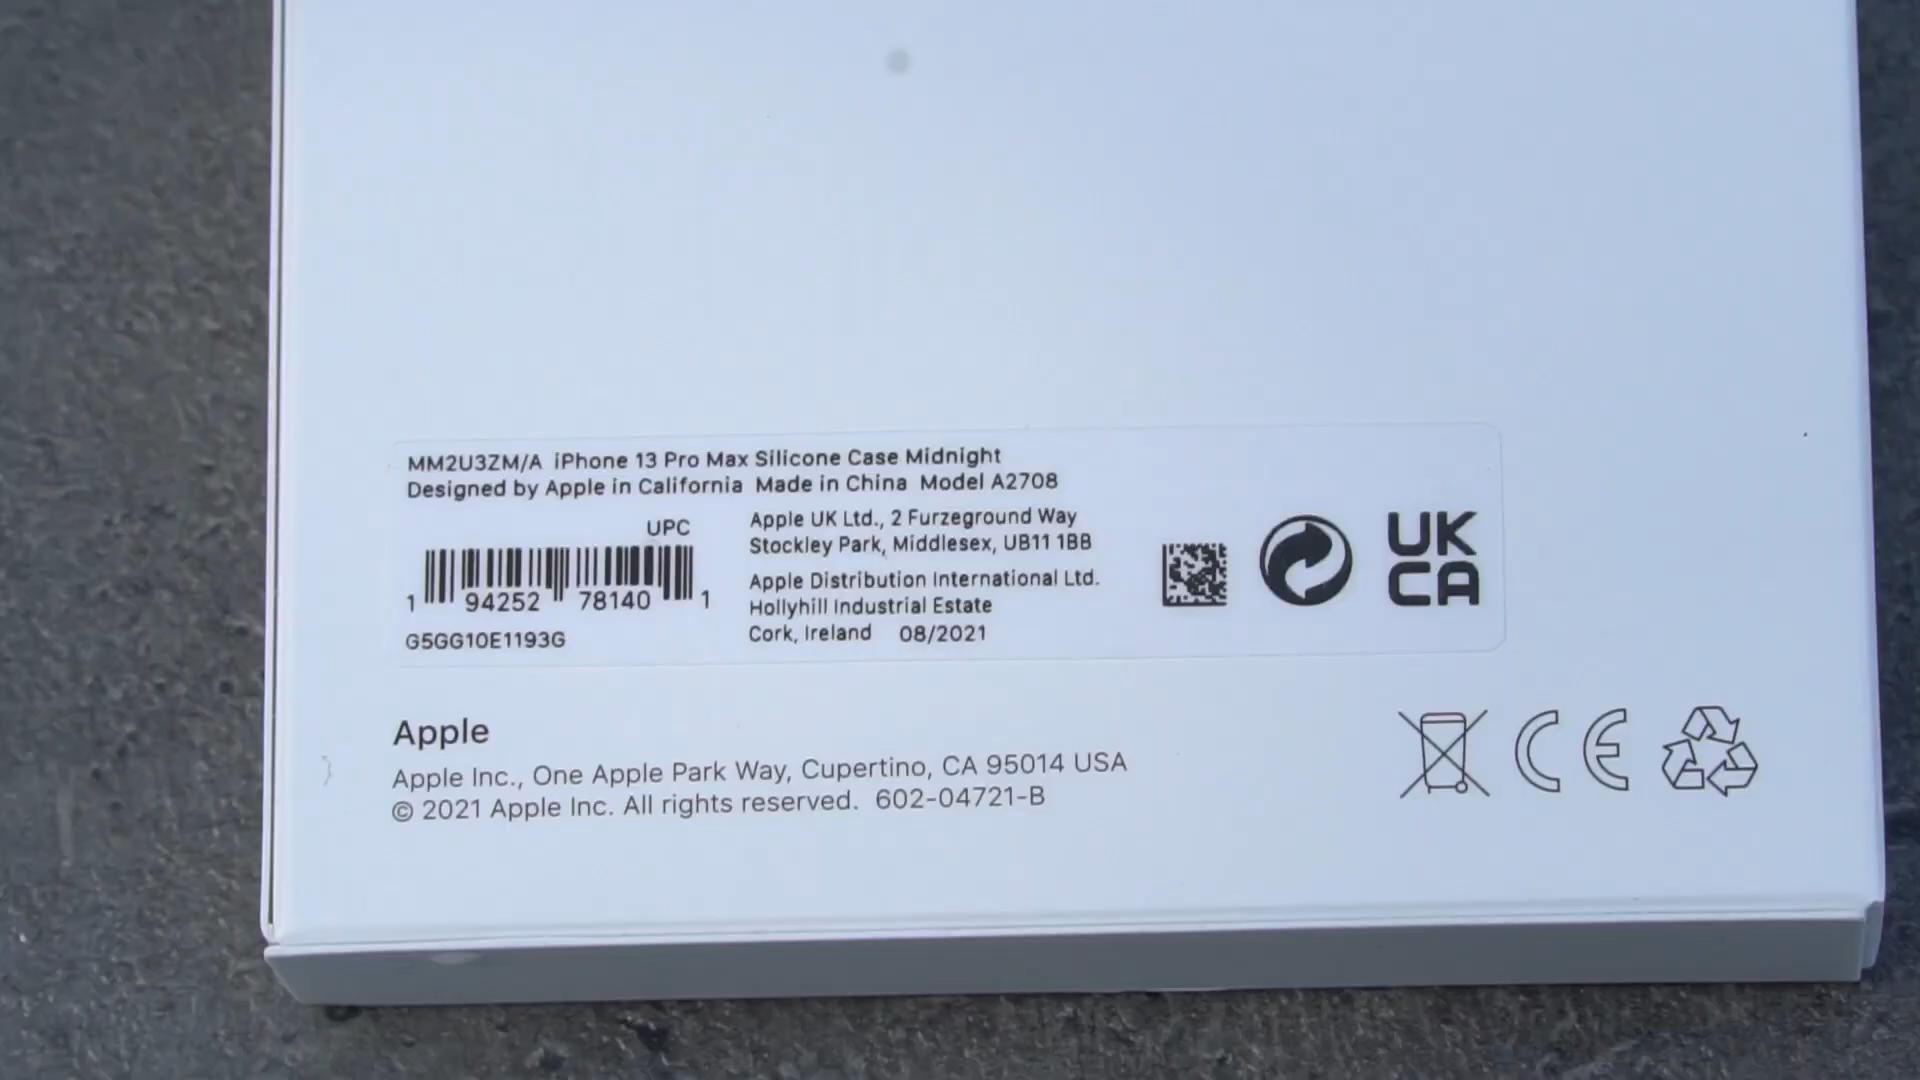 MM2U3ZM/A iPhone 13 Pro Max Silicone Case Midnight
Designed by Apple in California Made in China Model A2708
UPC
1 94252 78140 1
G5GG10E1193G
Apple UK Ltd., 2 Furzeground Way
Stockley Park, Middlesex, UB11 1BB
Apple Distribution International Ltd.
Hollyhill Industrial Estate
Cork, Ireland 08/2021
UK
CA
Apple
Apple Inc., One Apple Park Way, Cupertino, CA 95014 USA
© 2021 Apple Inc. All rights reserved. 602-04721-B
CE